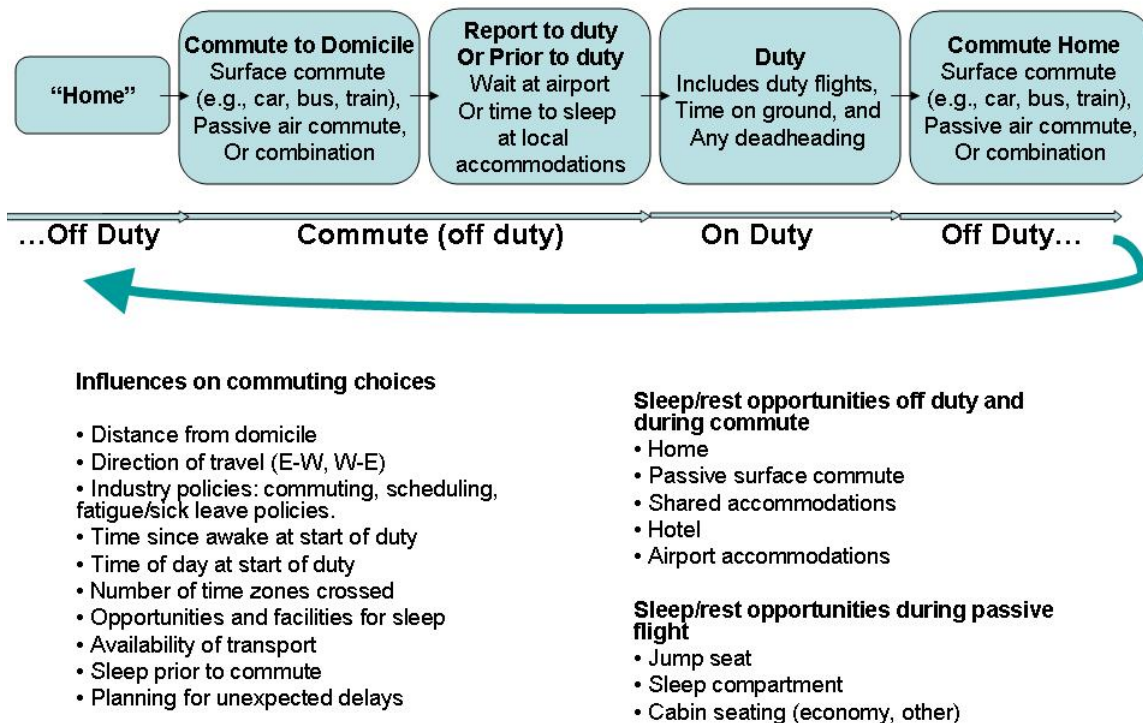 “Home”
Commute to Domicile
Surface commute
(e.g., car, bus, train),
Passive air commute,
Or combination
Report to duty
Or Prior to duty
Wait at airport
Or time to sleep
at local
accommodations
Duty
Includes duty flights,
Time on ground, and
Any deadheading
Commute Home
Surface commute
(e.g., car, bus, train),
Passive air commute,
Or combination
…Off Duty
Commute (off duty)
On Duty
Off Duty…
Influences on commuting choices
• Distance from domicile
• Direction of travel (E-W, W-E)
• Industry policies: commuting, scheduling,
fatigue/sick leave policies.
• Time since awake at start of duty
• Time of day at start of duty
• Number of time zones crossed
• Opportunities and facilities for sleep
• Availability of transport
• Sleep prior to commute
• Planning for unexpected delays
Sleep/rest opportunities off duty and
during commute
• Home
• Passive surface commute
• Shared accommodations
• Hotel
• Airport accommodations
Sleep/rest opportunities during passive
flight
• Jump seat
• Sleep compartment
• Cabin seating (economy, other)